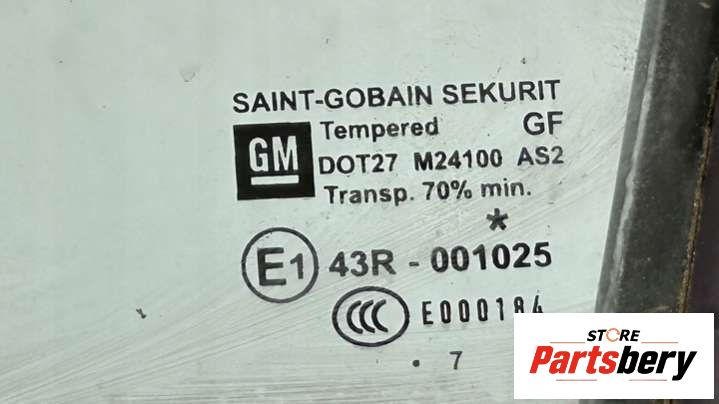 SAINT-GOBAIN SEKURIT
GM Tempered GF
DOT27 M24100 AS2
Transp. 70% min.
*
E1 43R - 001025
CCC E000184
. 7
STORE
Partsbery